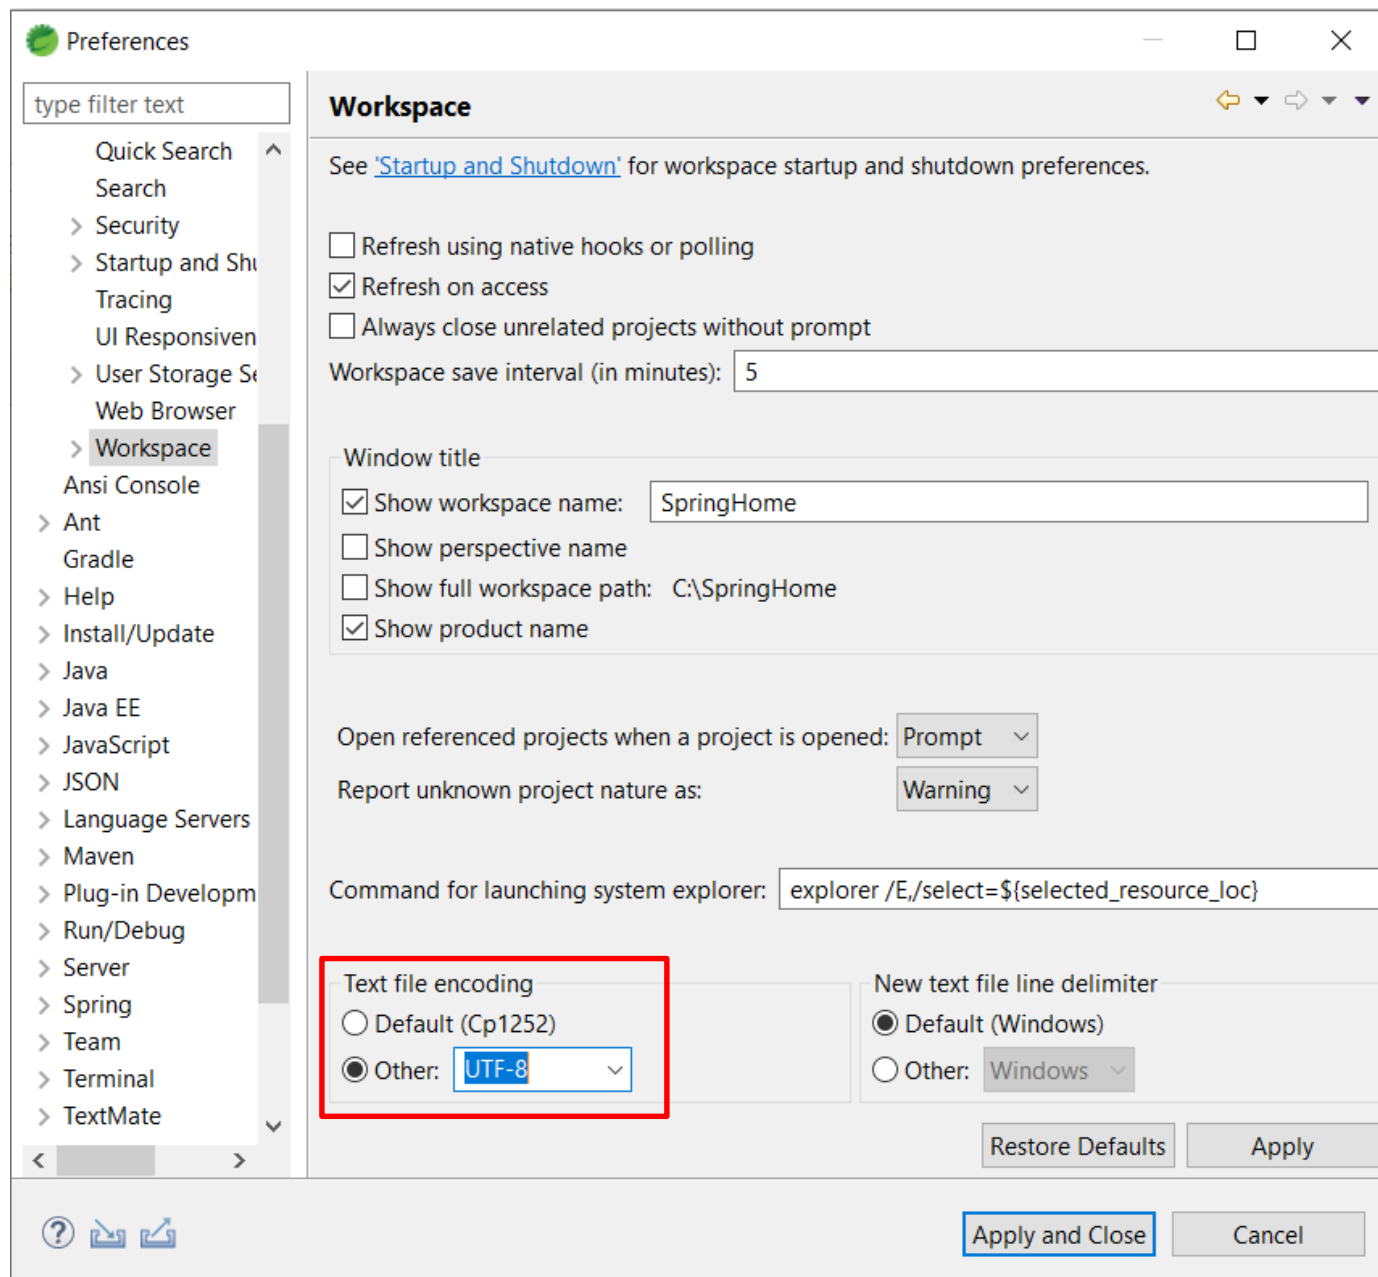 Preferences
type filter text
Quick Search
Search
Security
Startup and Shu
Tracing
UI Responsiven
User Storage Se
Web Browser
Workspace
Ansi Console
Ant
Gradle
Help
Install/Update
Java
Java EE
JavaScript
JSON
Language Servers
Maven
Plug-in Developm
Run/Debug
Server
Spring
Team
Terminal
TextMate
Workspace
See 'Startup and Shutdown' for workspace startup and shutdown preferences.
Refresh using native hooks or polling
Refresh on access
Always close unrelated projects without prompt
Workspace save interval (in minutes): 5
Window title
Show workspace name: SpringHome
Show perspective name
Show full workspace path: C:\SpringHome
Show product name
Open referenced projects when a project is opened: Prompt
Report unknown project nature as: Warning
Command for launching system explorer: explorer /E,/select=${selected_resource_loc}
Text file encoding
Default (Cp1252)
Other: UTF-8
New text file line delimiter
Default (Windows)
Other: Windows
Restore Defaults Apply
Apply and Close Cancel